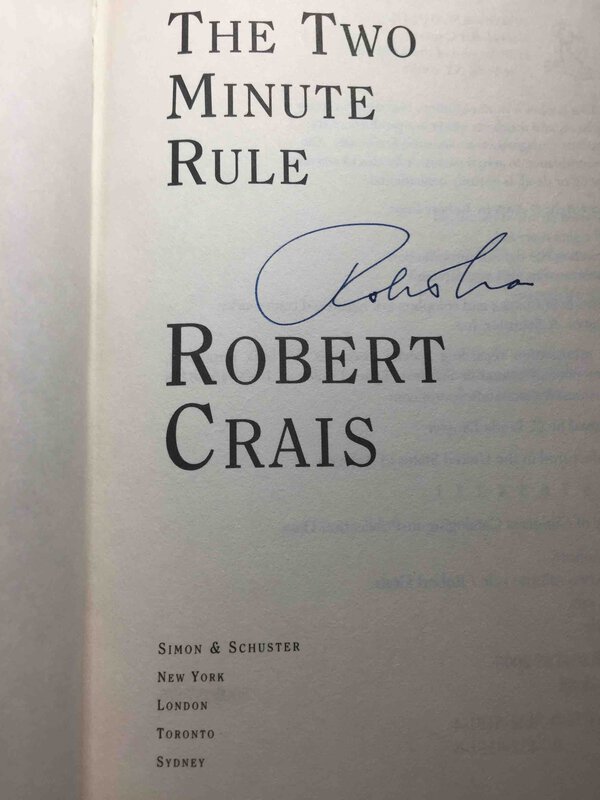 THE TWO
MINUTE
RULE
ROBERT
CRAIS
SIMON & SCHUSTER
NEW YORK
LONDON
TORONTO
SYDNEY